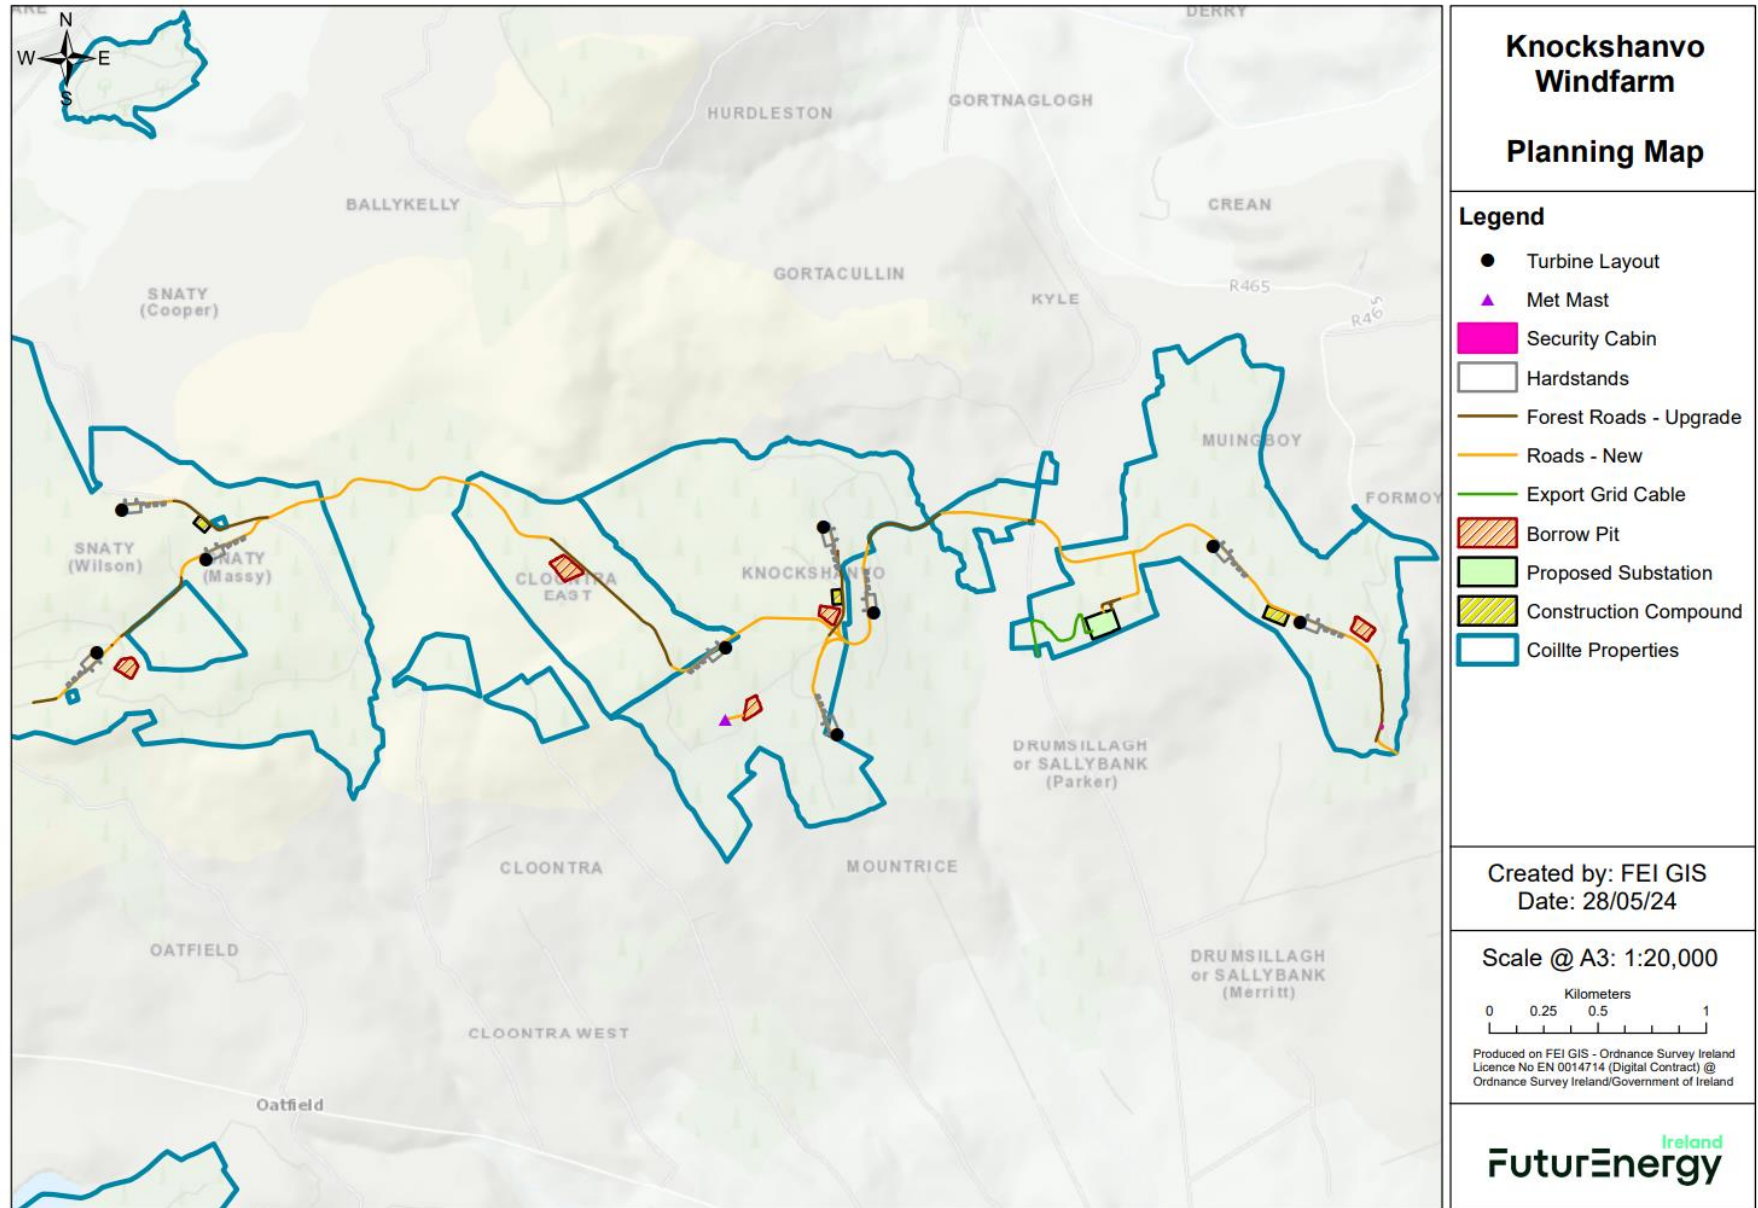 ARE
N
W
E
S
DERRY
HURDLESTON
GORTNAGLOGH
BALLYKELLY
CREAN
GORTACULLIN
SNATY
(Cooper)
KYLE
R465
R465
MUINGBOY
FORMOY
SNATY
(Wilson)
SNATY
(Massy)
CLOONTRA
EAST
KNOCKSHANVO
DRUMSILLAGH
or SALLYBANK
(Parker)
CLOONTRA
MOUNTRICE
OATFIELD
DRUMSILLAGH
or SALLYBANK
(Merritt)
CLOONTRA WEST
Oatfield
Knockshanvo
Windfarm
Planning Map
Legend
Turbine Layout
Met Mast
Security Cabin
Hardstands
Forest Roads - Upgrade
Roads - New
Export Grid Cable
Borrow Pit
Proposed Substation
Construction Compound
Coillte Properties
Created by: FEI GIS
Date: 28/05/24
Scale @ A3: 1:20,000
Kilometers
0 0.25 0.5 1
Produced on FEI GIS - Ordnance Survey Ireland
Licence No EN 0014714 (Digital Contract) @
Ordnance Survey Ireland/Government of Ireland
Ireland
FuturEnergy